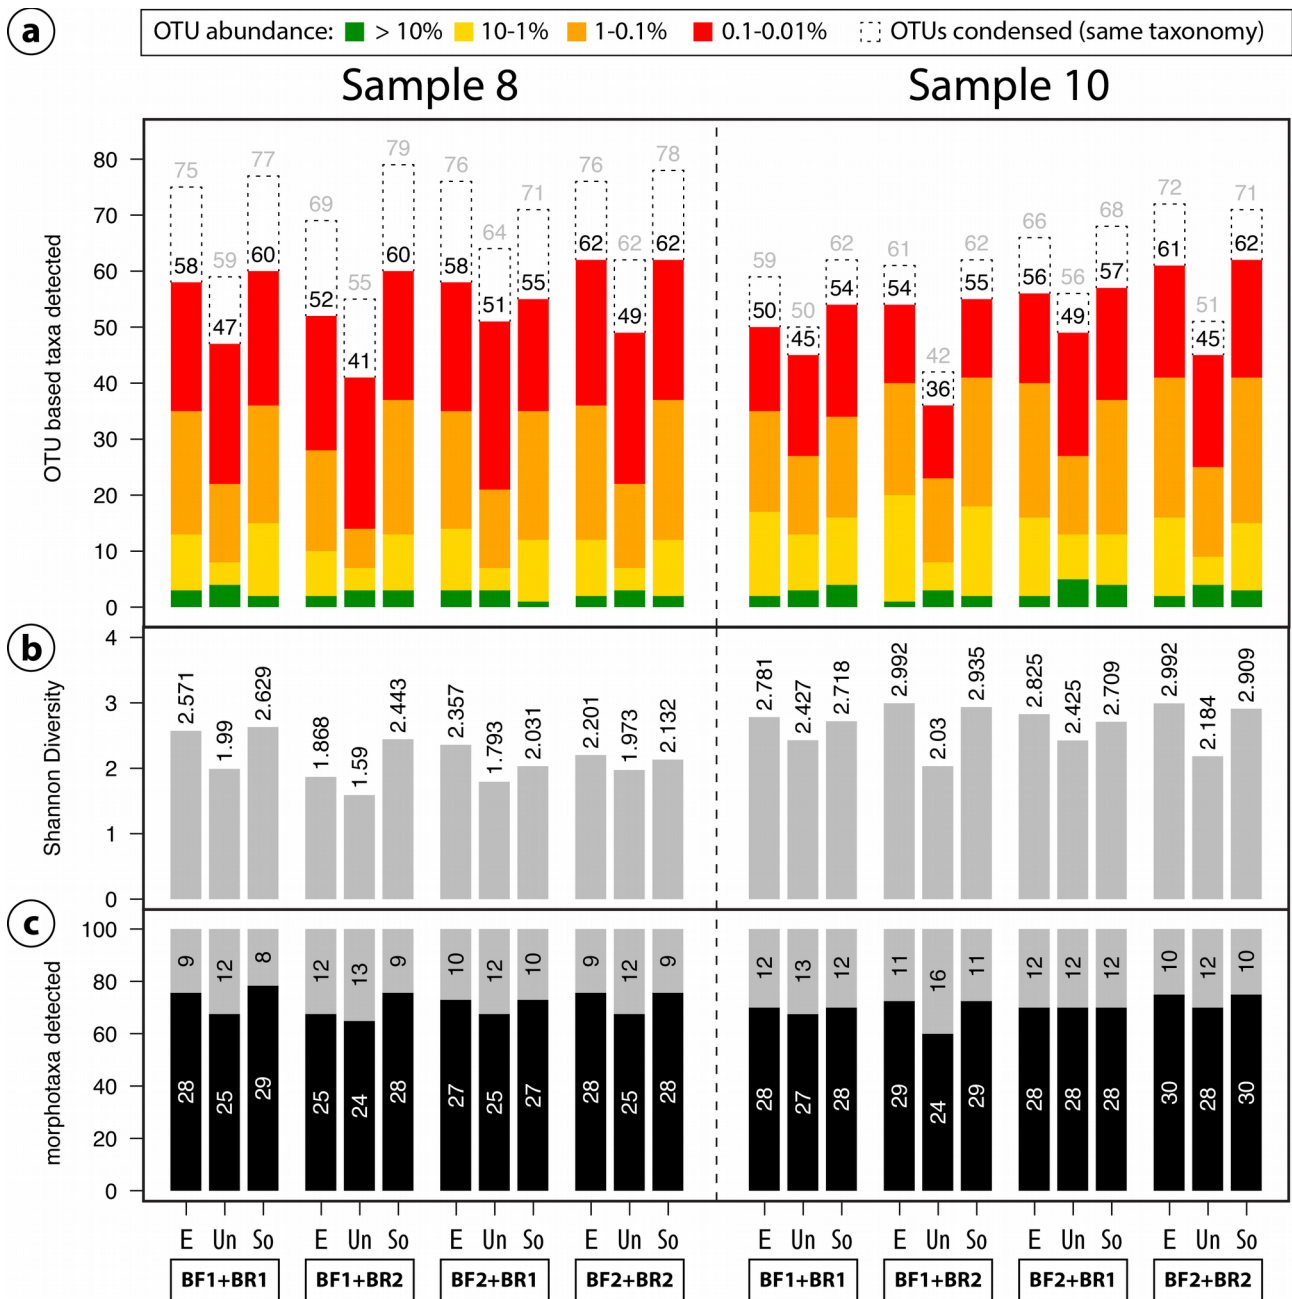 a
OTU abundance: > 10% 10-1% 1-0.1% 0.1-0.01% OTUs condensed (same taxonomy)
Sample 8 Sample 10
OTU based taxa detected
80
70
60
50
40
30
20
10
0
75 59 77 69 55 79 76 64 71 76 62 78 59 50 62 61 42 62 66 56 68 72 51 71
58 47 60 52 41 60 58 51 55 62 49 62 50 45 54 54 36 55 56 49 57 61 45 62
b
Shannon Diversity
4
3
2
1
0
2.571 1.99 2.629 1.868 1.59 2.443 2.357 1.793 2.031 2.201 1.973 2.132 2.781 2.427 2.718 2.992 2.03 2.935 2.825 2.425 2.709 2.992 2.184 2.909
c
morphotaxa detected
100
80
60
40
20
0
9 12 8 12 13 9 10 12 10 9 12 9 12 13 12 11 16 11 12 12 12 10 12 10
28 25 29 25 24 28 27 25 27 28 25 28 28 27 28 29 24 29 28 28 28 30 28 30
E Un So E Un So E Un So E Un So E Un So E Un So E Un So E Un So
BF1+BR1 BF1+BR2 BF2+BR1 BF2+BR2 BF1+BR1 BF1+BR2 BF2+BR1 BF2+BR2